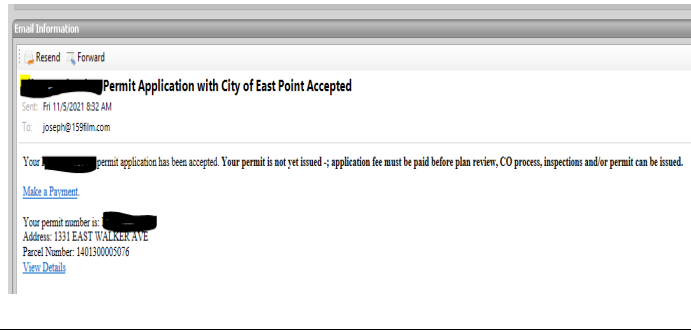 Email Information
Resend Forward
Permit Application with City of East Point Accepted
Sent: Fri 11/5/2021 8:32 AM
To: joseph@159film.com
Your permit application has been accepted. Your permit is not yet issued -; application fee must be paid before plan review, CO process, inspections and/or permit can be issued.
Make a Payment.
Your permit number is:
Address: 1331 EAST WALKER AVE
Parcel Number: 1401300005076
View Details